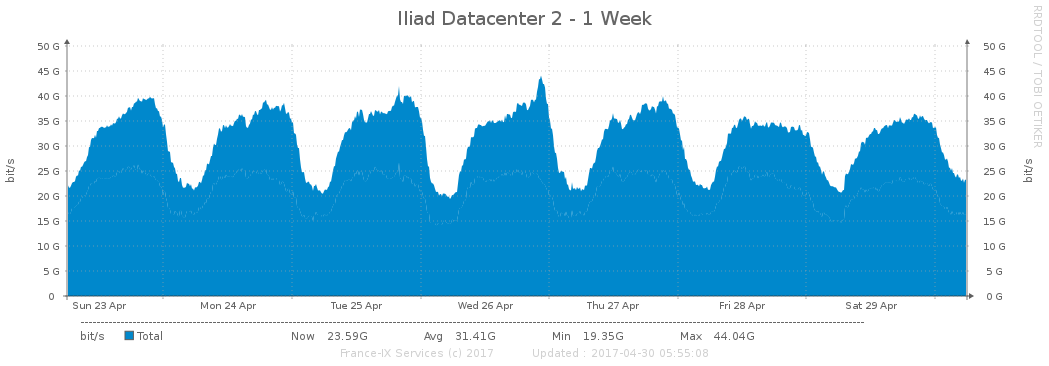 Iliad Datacenter 2 - 1 Week
RRDTOOL / TOBI OETIKER
50 G 50 G
45 G 45 G
40 G 40 G
35 G 35 G
30 G 30 G
25 G 25 G
20 G 20 G
15 G 15 G
10 G 10 G
5 G 5 G
0 0 G
bit/s bit/s
Sun 23 Apr Mon 24 Apr Tue 25 Apr Wed 26 Apr Thu 27 Apr Fri 28 Apr Sat 29 Apr
bit/s Total Now 23.59G Avg 31.41G Min 19.35G Max 44.04G
France-IX Services (c) 2017 Updated : 2017-04-30 05:55:08